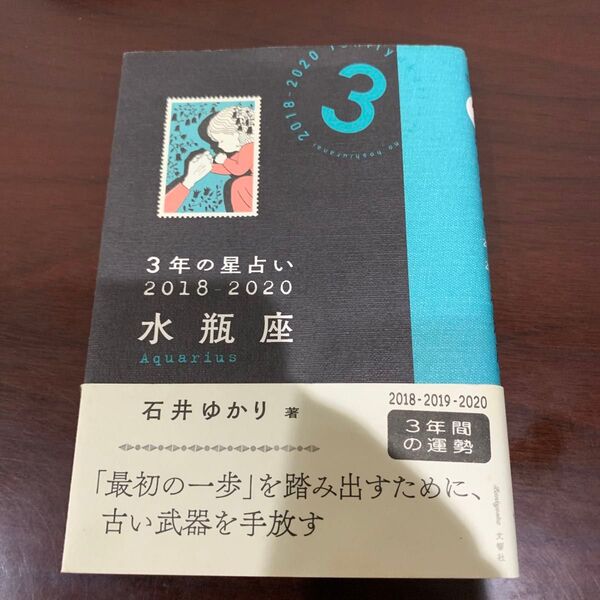 2018-2020
3
no hoshiuranai
3年の星占い
2018-2020
水瓶座
Aquarius
石井ゆかり 著
2018-2019-2020
3年間
の運勢
「最初の一歩」を踏み出すために、
古い武器を手放す
文響社